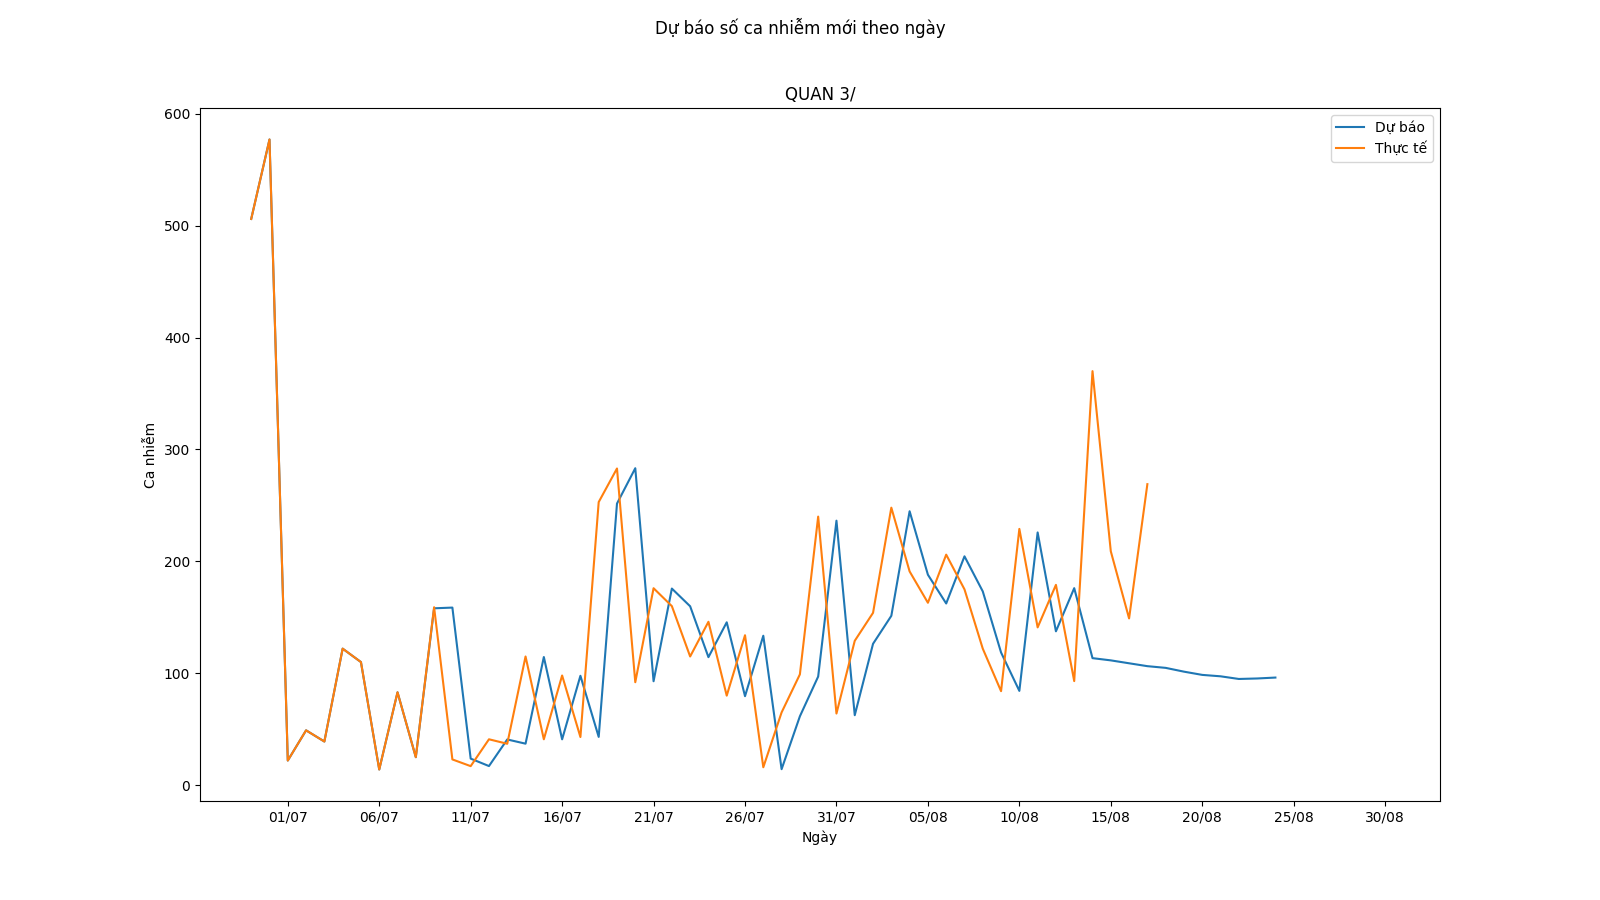 Dự báo số ca nhiễm mới theo ngày
QUAN 3/
Dự báo
Thực tế
600
500
400
300
200
100
0
Ca nhiễm
01/07 06/07 11/07 16/07 21/07 26/07 31/07 05/08 10/08 15/08 20/08 25/08 30/08
Ngày